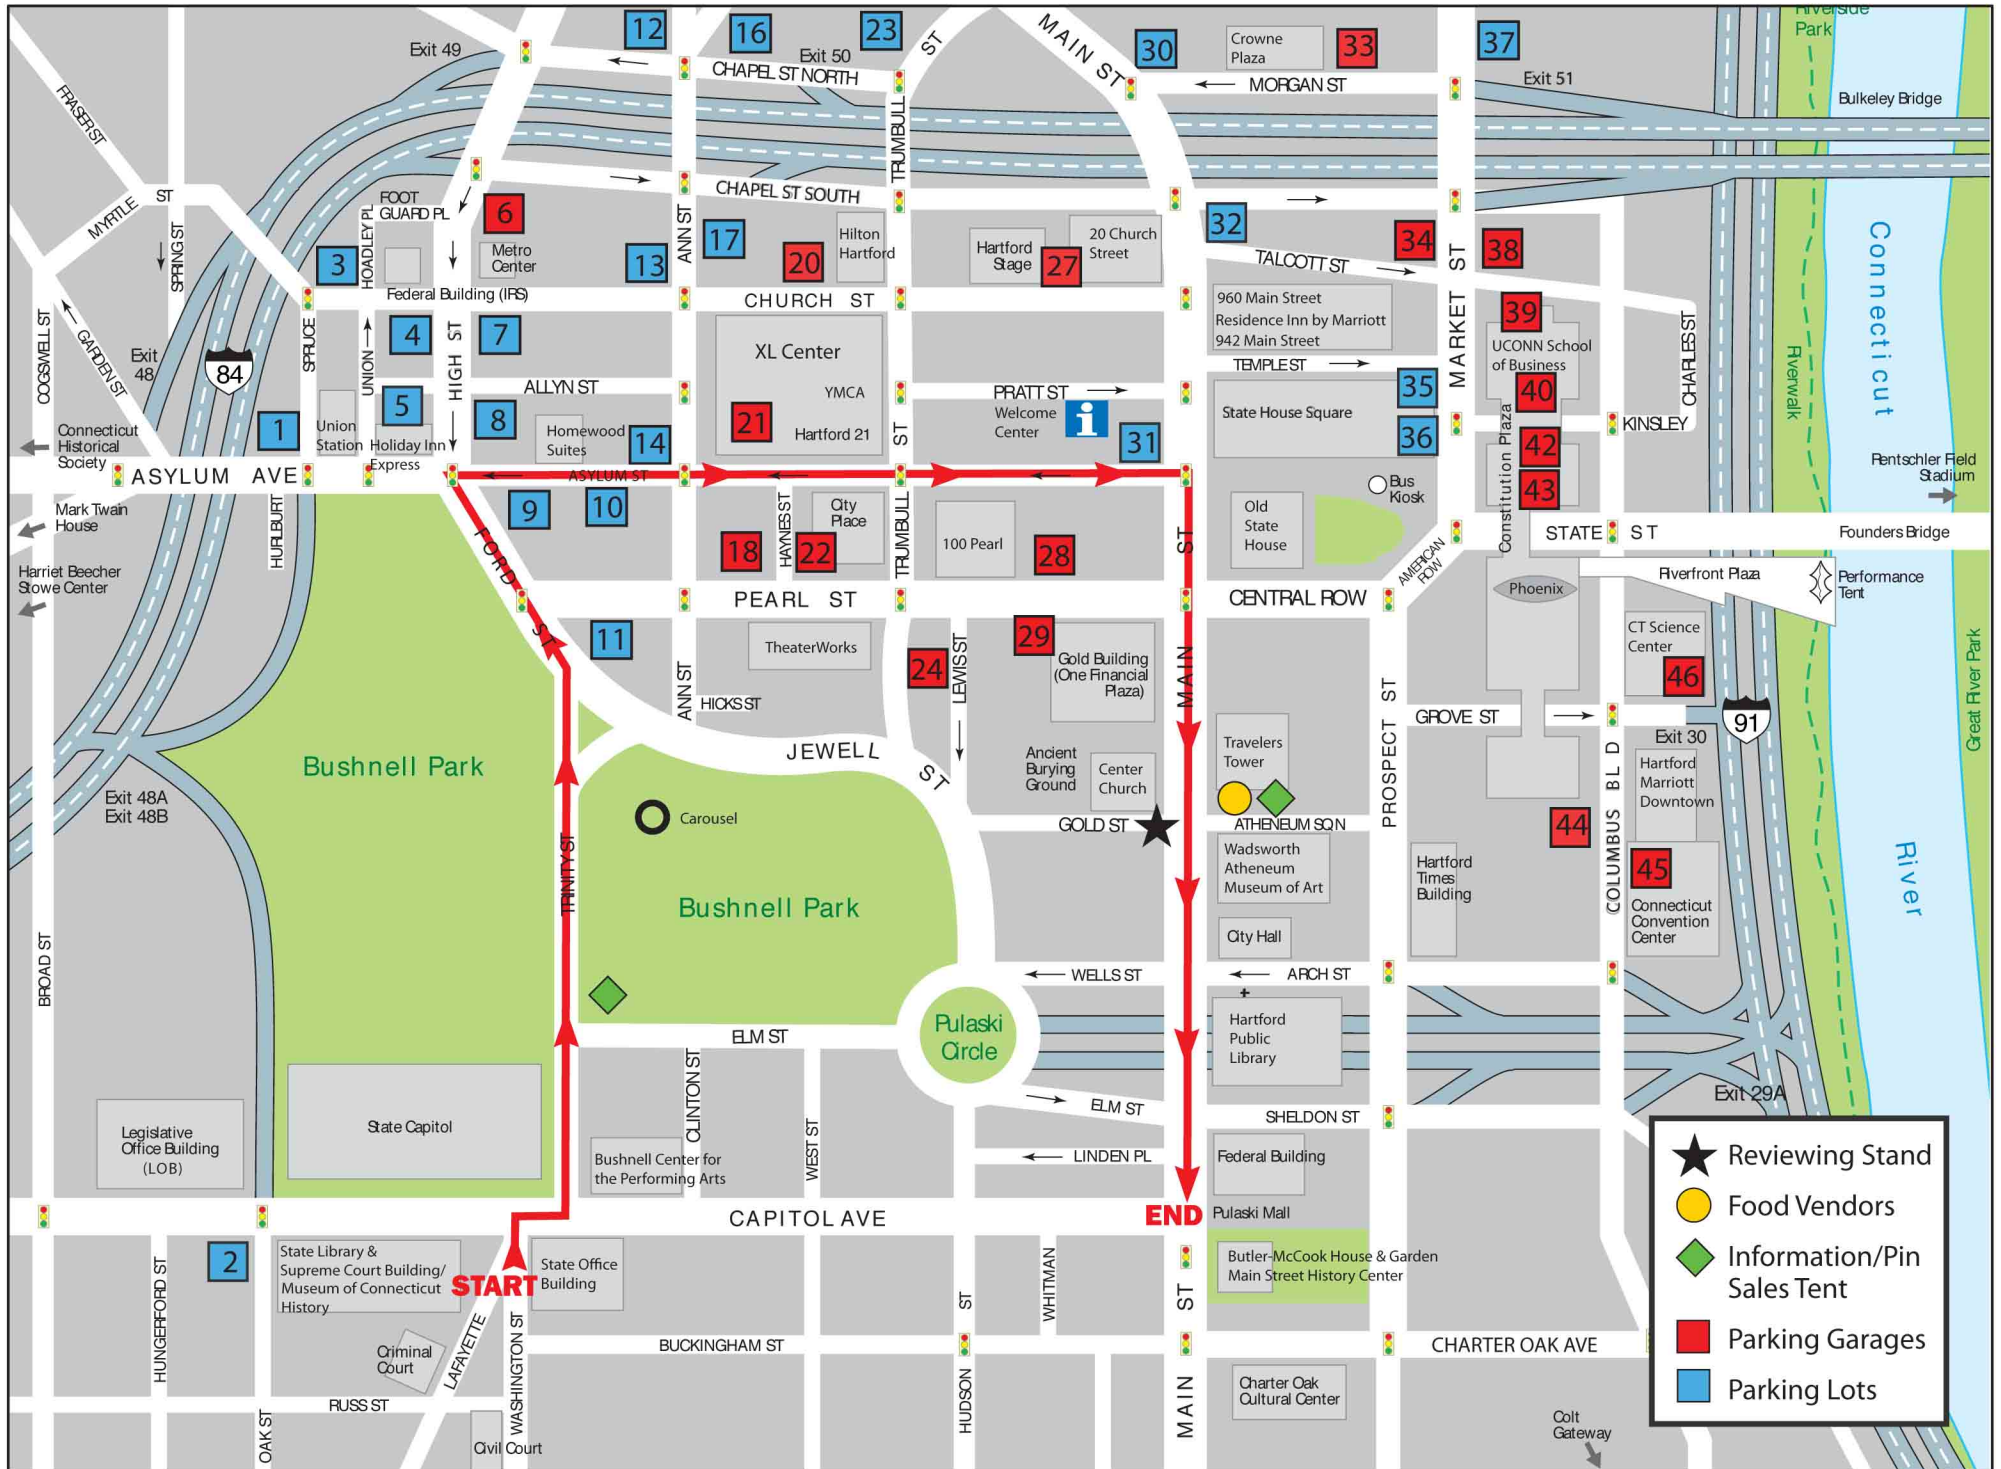 Riverside
Park
12
16
23
30
33
37
Exit 49
Exit 50
Crowne
Plaza
ST
MAIN ST
CHAPEL ST NORTH
MORGAN ST
Exit 51
Bulkeley Bridge
FRASER ST
TRUMBULL
MYRTLE
ST
SPRING ST
FOOT
GUARD PL
HOADLEY PL
6
CHAPEL ST SOUTH
ANN ST
17
Hilton
Hartford
Hartford
Stage
20 Church
Street
32
34
38
ST
3
Metro
Center
13
20
27
TALCOTT ST
Federal Building (IRS)
CHURCH ST
COGSWELL ST
GARDEN ST
Exit
48
84
SPRUCE
UNION
4
HIGH ST
7
XL Center
YMCA
21
Hartford 21
ST
960 Main Street
Residence Inn by Marriott
942 Main Street
MARKET
39
UCONN School
of Business
CHARLES ST
TEMPLE ST
ALLYN ST
PRATT ST
35
40
Connecticut
River
Riverwalk
5
8
1
Union
Station
Holiday Inn
Express
Homewood
Suites
14
Welcome
Center
i
31
State House Square
36
Constitution Plaza
42
43
KINSLEY
Connecticut
Historical
Society
ASYLUM AVE
ASYLUM ST
Bus
Kiosk
Rentschler Field
Stadium
Mark Twain
House
HURLBURT
FORD
ST
9
10
18
HAYNES ST
22
City
Place
TRUMBULL
100 Pearl
28
ST
Old
State
House
AMERICAN
ROW
STATE ST
Founders Bridge
Harriet Beecher
Stowe Center
PEARL ST
CENTRAL ROW
Phoenix
Riverfront Plaza
Performance
Tent
11
TheaterWorks
24
LEWIS ST
29
Gold Building
(One Financial
Plaza)
MAIN
CT Science
Center
46
Great River Park
ANN ST
HICKS ST
PROSPECT ST
GROVE ST
91
Exit 30
Bushnell Park
JEWELL
ST
Ancient
Burying
Ground
Center
Church
Travelers
Tower
Hartford
Marriott
Downtown
Exit 48A
Exit 48B
Carousel
GOLD ST
ATHENEUM SQ N
44
COLUMBUS BLD
TRINITY ST
Bushnell Park
Wadsworth
Atheneum
Museum of Art
Hartford
Times
Building
45
Connecticut
Convention
Center
City Hall
BROAD ST
WELLS ST
ARCH ST
Pulaski
Circle
Hartford
Public
Library
ELM ST
CLINTON ST
WEST ST
ELM ST
SHELDON ST
Exit 29A
Legislative
Office Building
(LOB)
State Capitol
Bushnell Center for
the Performing Arts
LINDEN PL
Federal Building
CAPITOL AVE
END
Pulaski Mall
HUNGERFORD ST
2
State Library &
Supreme Court Building/
Museum of Connecticut
History
START
State Office
Building
HUDSON ST
WHITMAN
MAIN ST
Butler-McCook House & Garden
Main Street History Center
Criminal
Court
LAFAYETTE
WASHINGTON ST
BUCKINGHAM ST
CHARTER OAK AVE
RUSS ST
OAK ST
Civil Court
Charter Oak
Cultural Center
Colt
Gateway
Reviewing Stand
Food Vendors
Information/Pin
Sales Tent
Parking Garages
Parking Lots